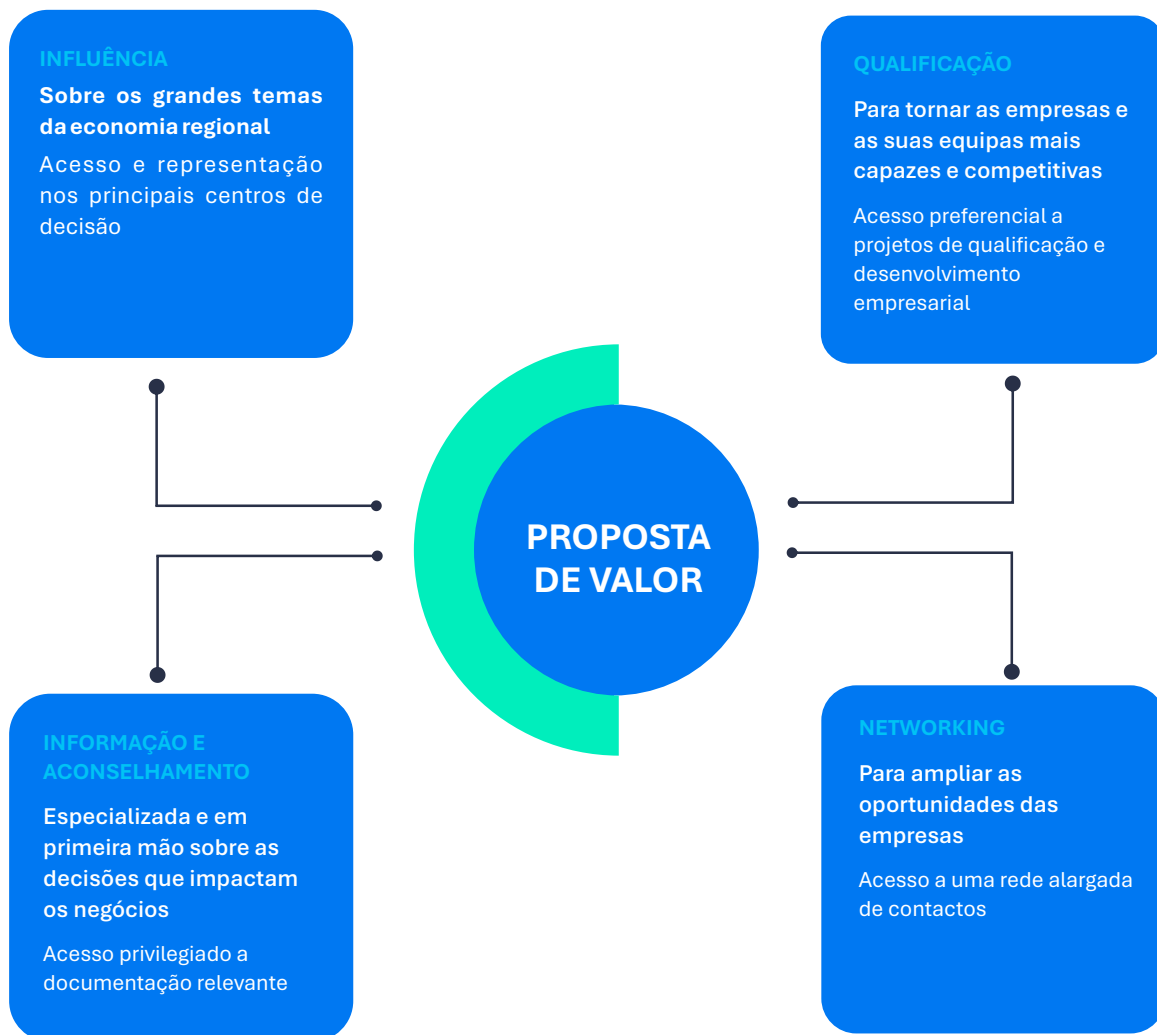 INFLUÊNCIA
Sobre os grandes temas
da economia regional
Acesso e representação
nos principais centros de
decisão
QUALIFICAÇÃO
Para tornar as empresas e
as suas equipas mais
capazes e competitivas
Acesso preferencial a
projetos de qualificação e
desenvolvimento
empresarial
PROPOSTA
DE VALOR
INFORMAÇÃO E
ACONSELHAMENTO
Especializada e em
primeira mão sobre as
decisões que impactam
os negócios
Acesso privilegiado a
documentação relevante
NETWORKING
Para ampliar as
oportunidades das
empresas
Acesso a uma rede alargada
de contactos